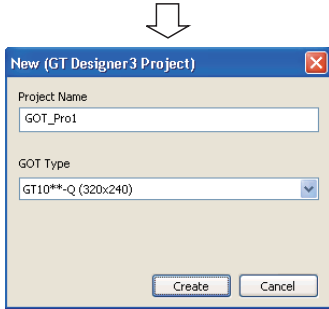 New (GT Designer3 Project)
Project Name
GOT_Pro1
GOT Type
GT10**-Q (320x240)
Create Cancel